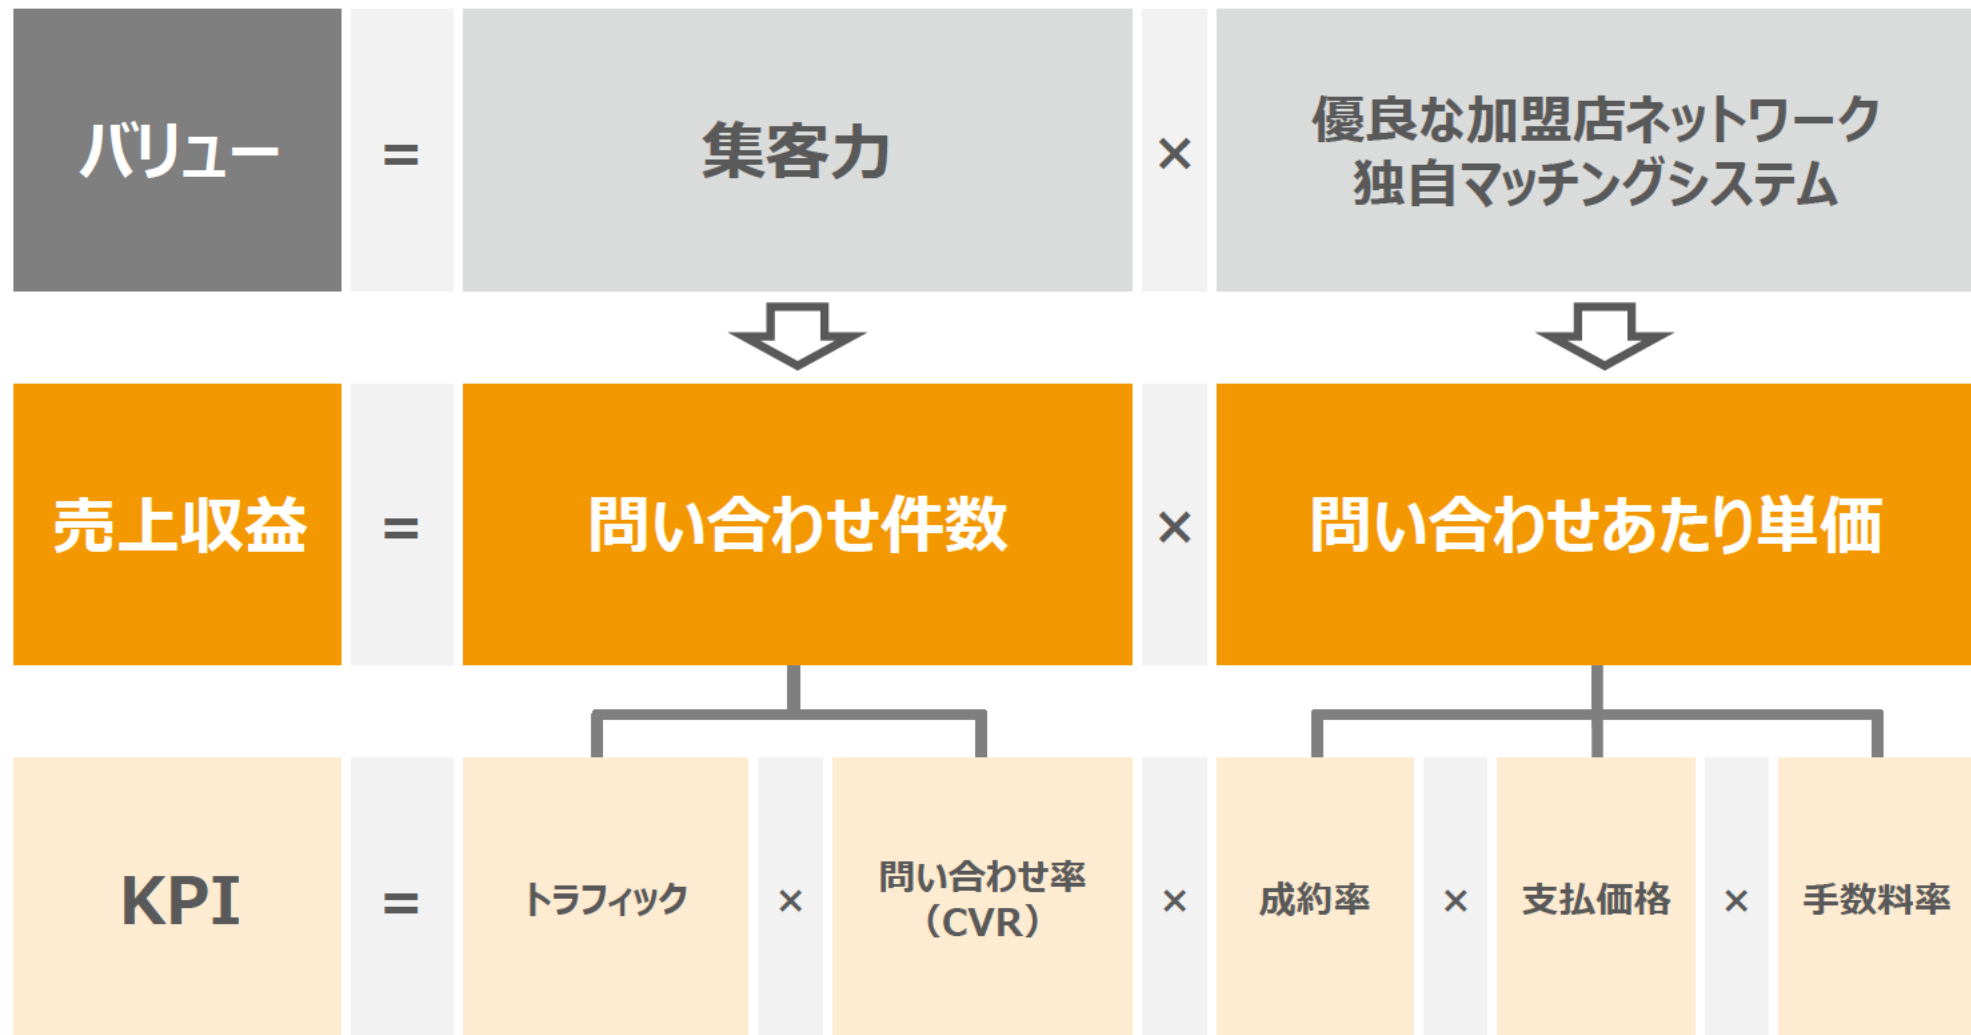 バリュー
=
集客力
×
優良な加盟店ネットワーク
独自マッチングシステム
売上収益
=
問い合わせ件数
×
問い合わせあたり単価
KPI
=
トラフィック
×
問い合わせ率
（CVR）
×
成約率
×
支払価格
×
手数料率